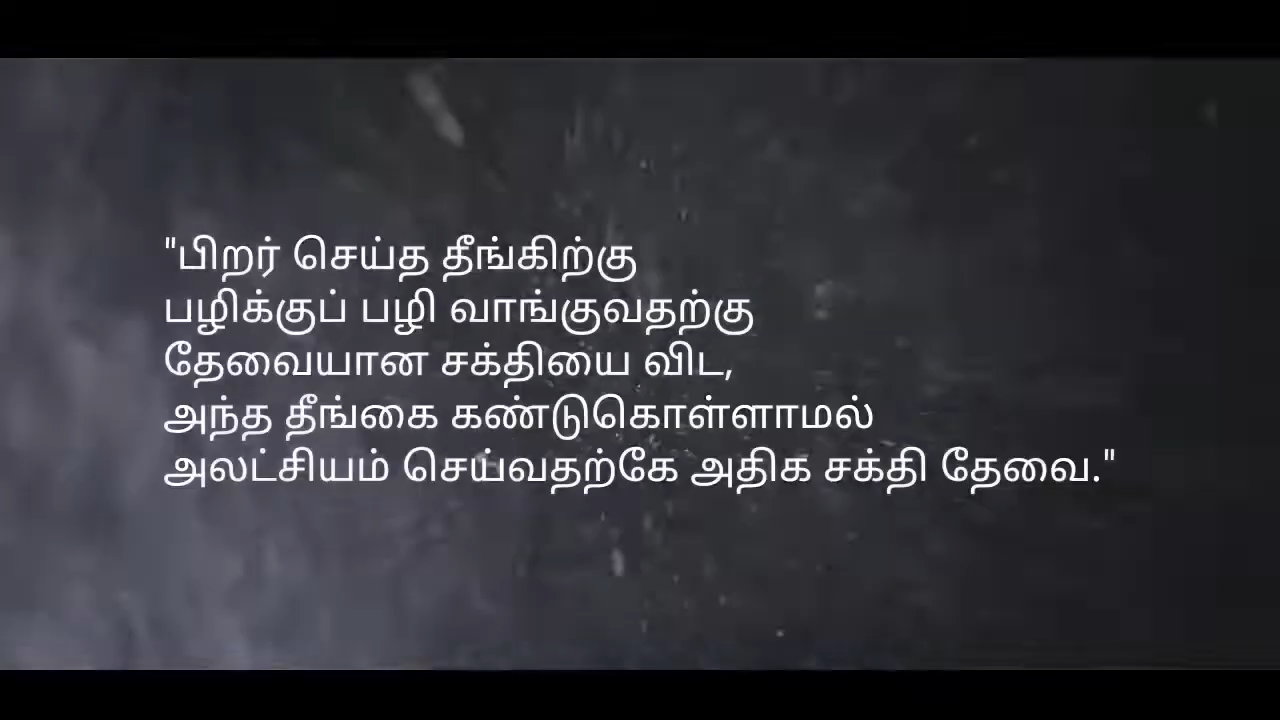 "பிறர் செய்த தீங்கிற்கு
பழிக்குப் பழி வாங்குவதற்கு
தேவையான சக்தியை விட,
அந்த தீங்கை கண்டுகொள்ளாமல்
அலட்சியம் செய்வதற்கே அதிக சக்தி தேவை."